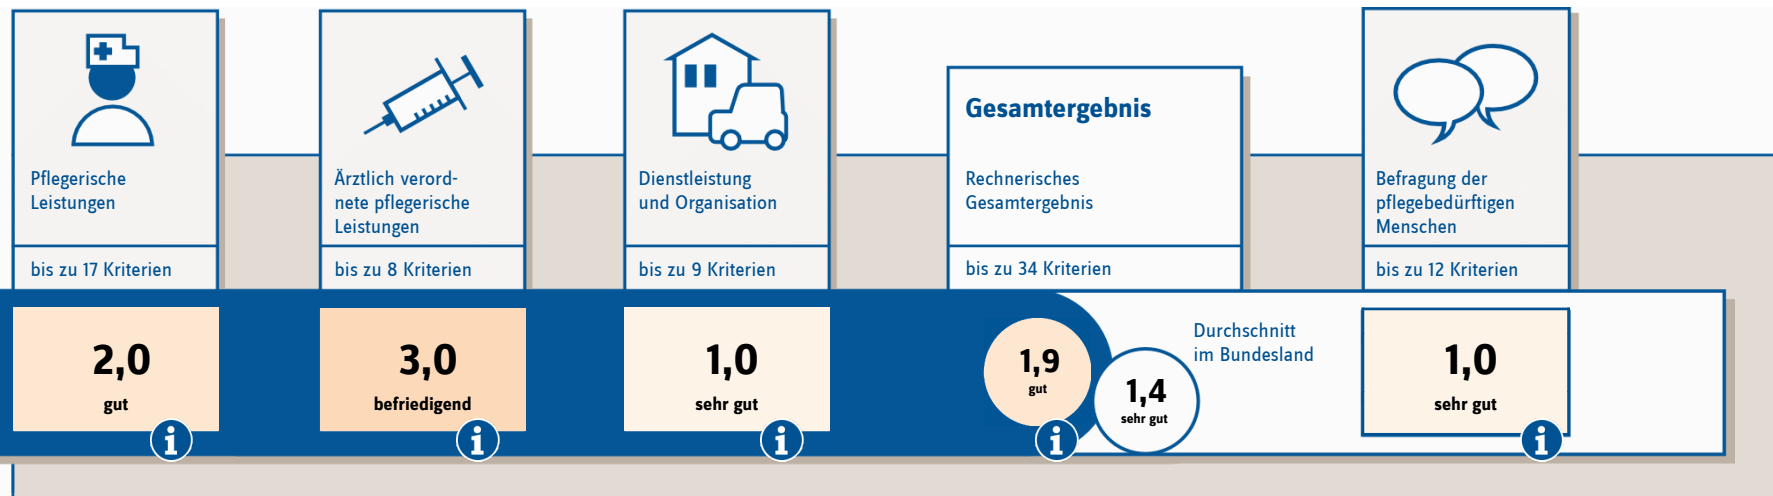 Pflegerische
Leistungen
bis zu 17 Kriterien
2,0
gut
i
Ärztlich verord-
nete pflegerische
Leistungen
bis zu 8 Kriterien
3,0
befriedigend
i
Dienstleistung
und Organisation
bis zu 9 Kriterien
1,0
sehr gut
i
Gesamtergebnis
Rechnerisches
Gesamtergebnis
bis zu 34 Kriterien
1,9
gut
i
Durchschnitt
im Bundesland
1,4
sehr gut
Befragung der
pflegebedürftigen
Menschen
bis zu 12 Kriterien
1,0
sehr gut
i